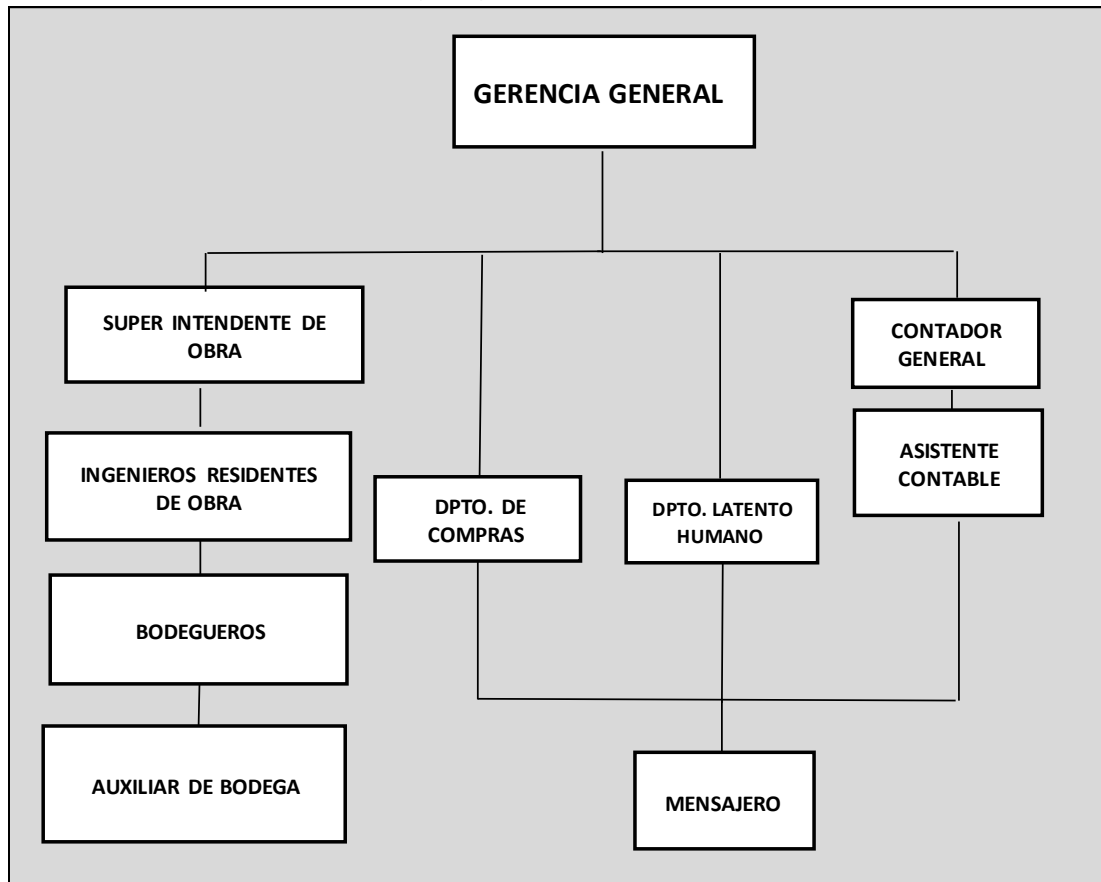 GERENCIA GENERAL
SUPER INTENDENTE DE
OBRA
CONTADOR
GENERAL
INGENIEROS RESIDENTES
DE OBRA
ASISTENTE
CONTABLE
DPTO. DE
COMPRAS
DPTO. LATENTO
HUMANO
BODEGUEROS
AUXILIAR DE BODEGA
MENSAJERO